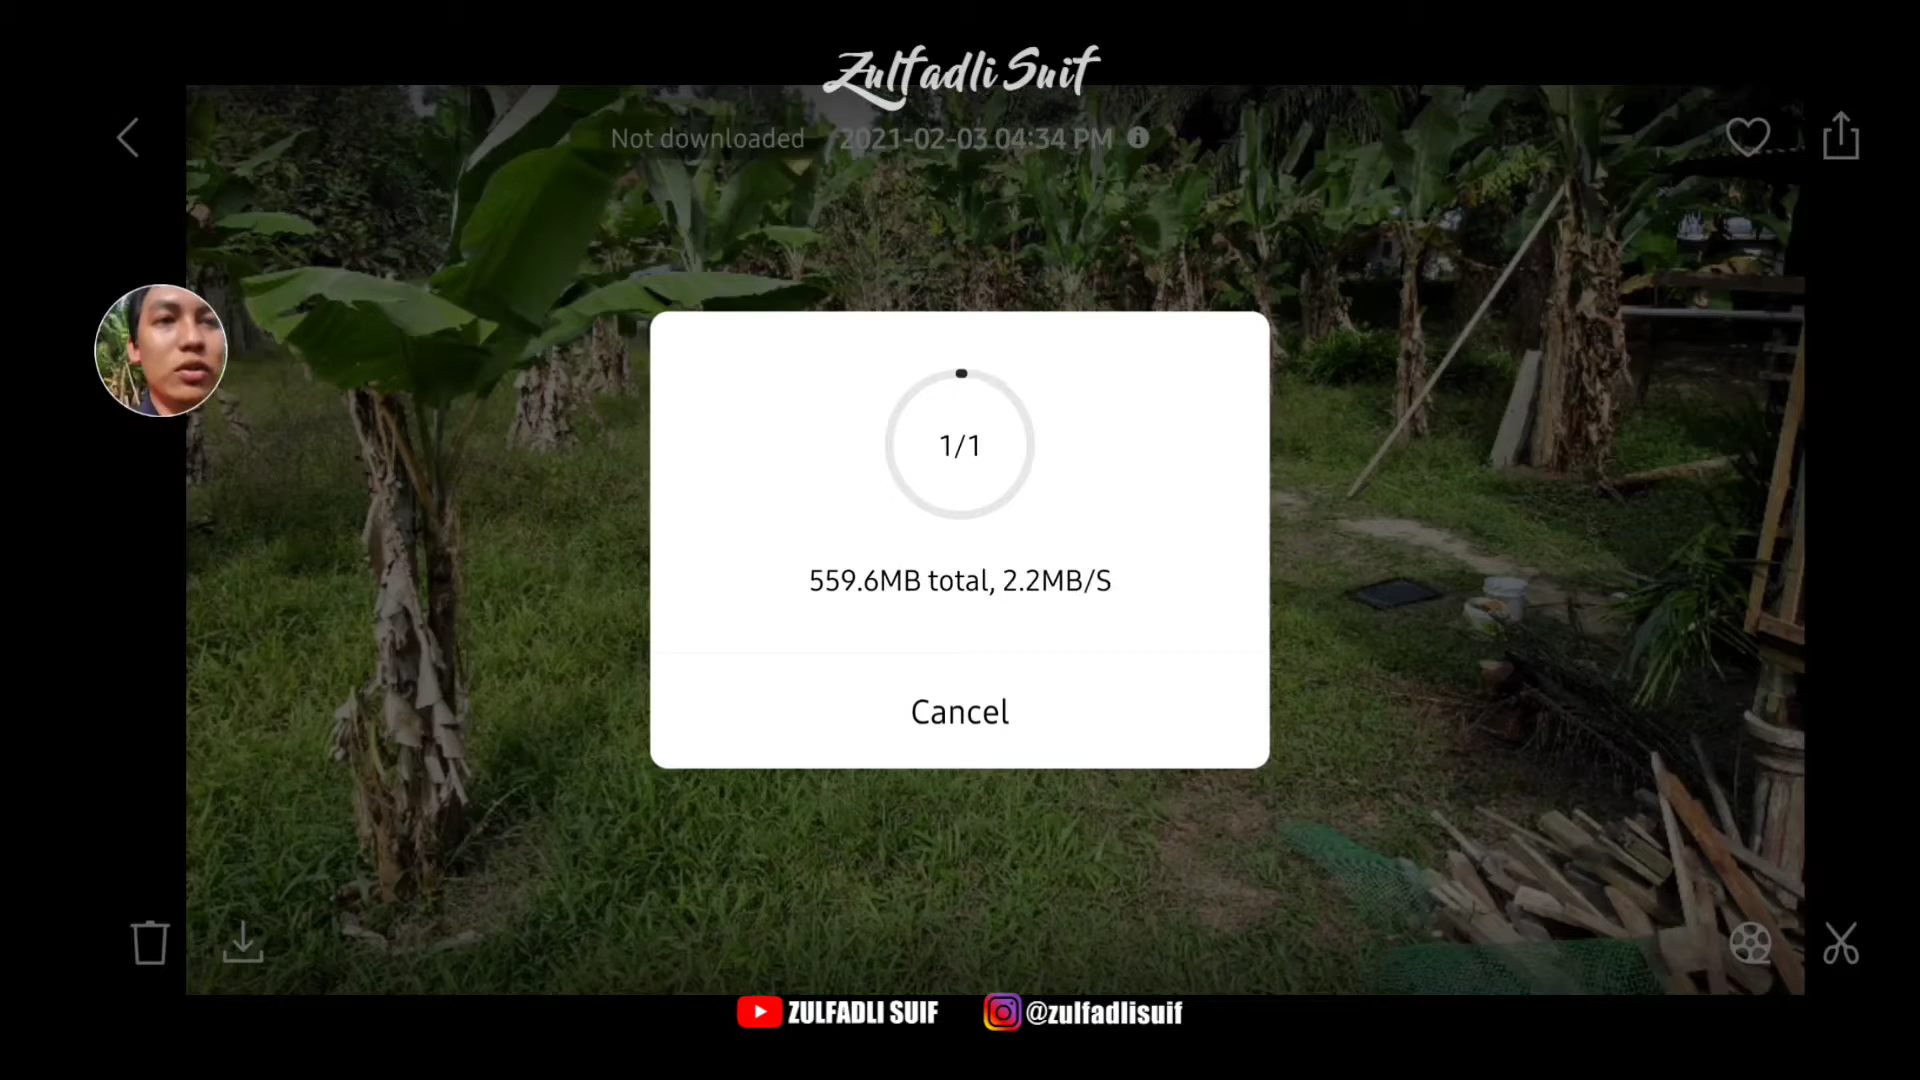 Zulfadli Suif
Not downloaded 2021-02-03 04:34 PM
1/1
559.6MB total, 2.2MB/S
Cancel
ZULFADLI SUIF @zulfadlisuif